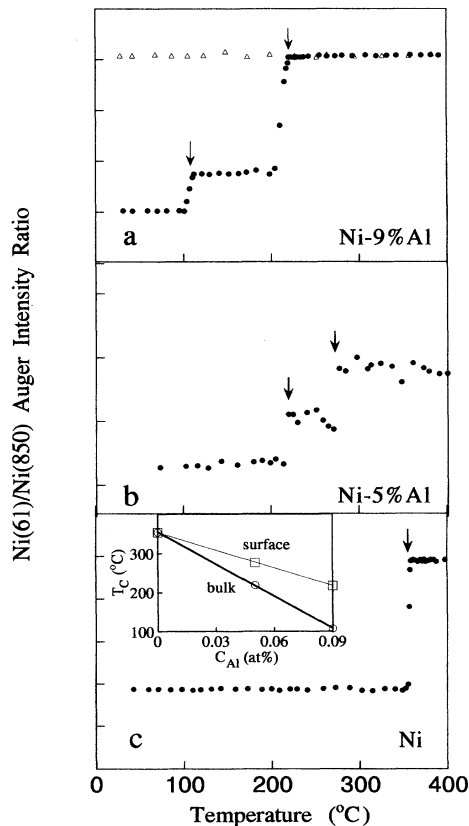 Ni(61)/Ni(850) Auger Intensity Ratio
a
Ni-9%Al
b
Ni-5%Al
T_C (°C)
300
200
100
surface
bulk
0 0.03 0.06 0.09
C_Al (at%)
c
Ni
0 100 200 300 400
Temperature (°C)